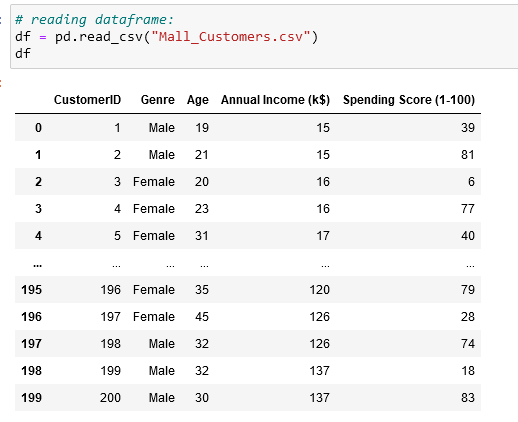 # reading dataframe:
df = pd.read_csv("Mall_Customers.csv")
df
CustomerID Genre Age Annual Income (k$) Spending Score (1-100)
0 1 Male 19 15 39
1 2 Male 21 15 81
2 3 Female 20 16 6
3 4 Female 23 16 77
4 5 Female 31 17 40
... ... ... ... ... ...
195 196 Female 35 120 79
196 197 Female 45 126 28
197 198 Male 32 126 74
198 199 Male 32 137 18
199 200 Male 30 137 83